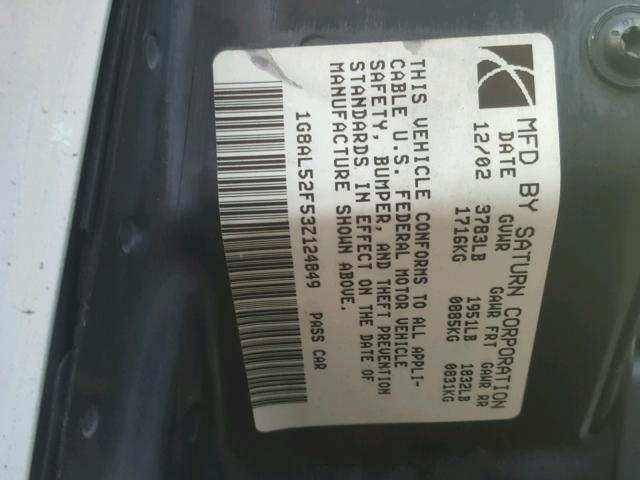 MFD BY SATURN CORPORATION
DATE GVWR GAWR FRT GAWR RR
12/02 3783LB 1951LB 1832LB
1716KG 0885KG 0831KG
THIS VEHICLE CONFORMS TO ALL APPLI-
CABLE U.S. FEDERAL MOTOR VEHICLE
SAFETY, BUMPER, AND THEFT PREVENTION
STANDARDS IN EFFECT ON THE DATE OF
MANUFACTURE SHOWN ABOVE.
1G8AL52F53Z124849 PASS CAR